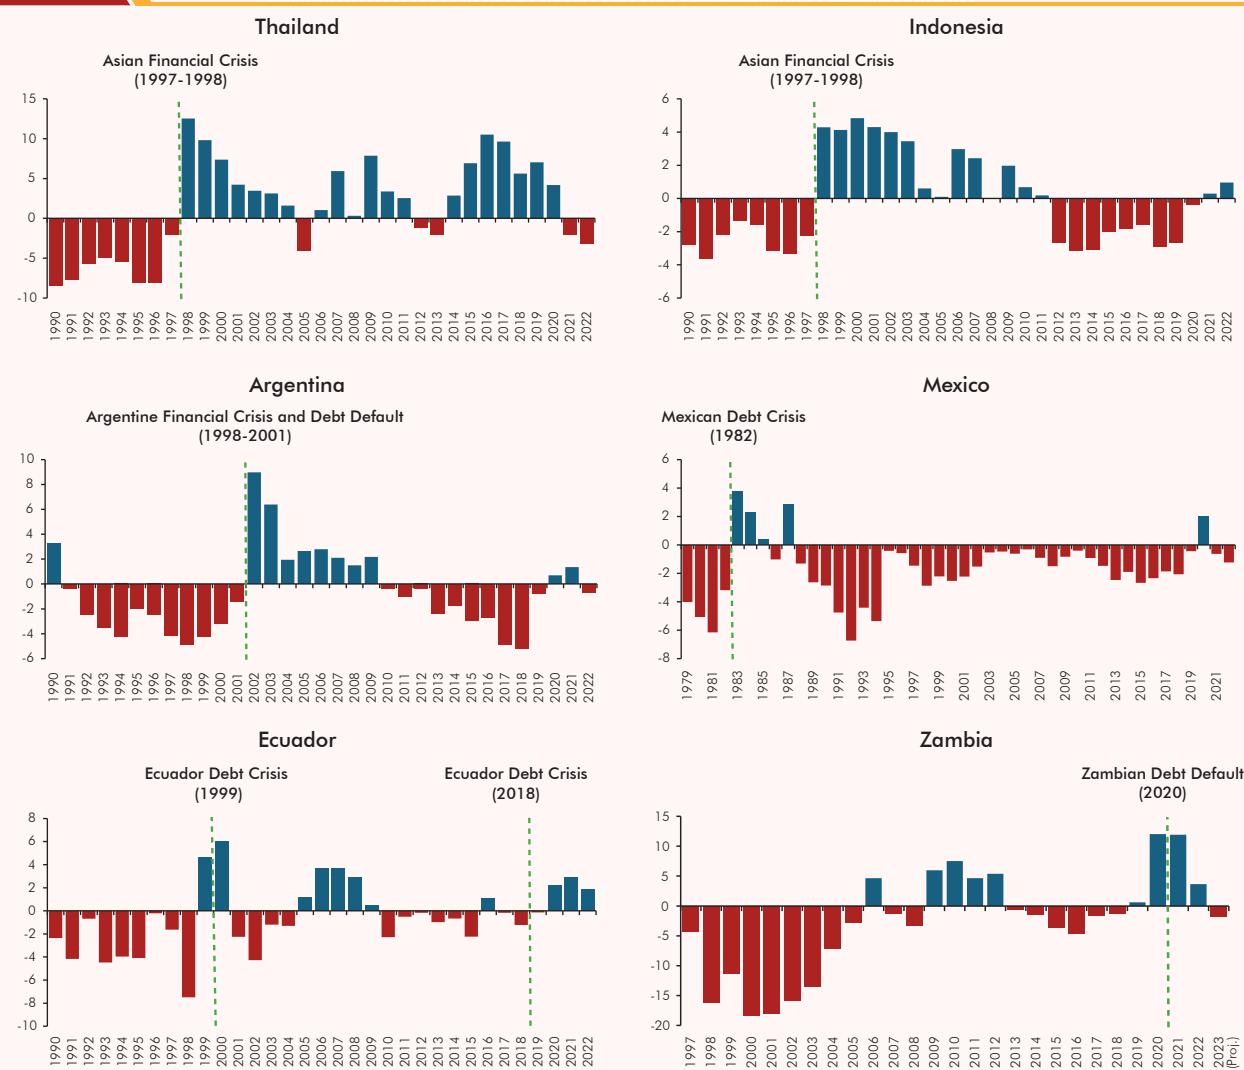 Thailand
Asian Financial Crisis
(1997-1998)
15
10
5
0
-5
-10
1990 1991 1992 1993 1994 1995 1996 1997 1998 1999 2000 2001 2002 2003 2004 2005 2006 2007 2008 2009 2010 2011 2012 2013 2014 2015 2016 2017 2018 2019 2020 2021 2022
Indonesia
Asian Financial Crisis
(1997-1998)
6
4
2
0
-2
-4
-6
1990 1991 1992 1993 1994 1995 1996 1997 1998 1999 2000 2001 2002 2003 2004 2005 2006 2007 2008 2009 2010 2011 2012 2013 2014 2015 2016 2017 2018 2019 2020 2021 2022
Argentina
Argentine Financial Crisis and Debt Default
(1998-2001)
10
8
6
4
2
0
-2
-4
-6
1990 1991 1992 1993 1994 1995 1996 1997 1998 1999 2000 2001 2002 2003 2004 2005 2006 2007 2008 2009 2010 2011 2012 2013 2014 2015 2016 2017 2018 2019 2020 2021 2022
Mexico
Mexican Debt Crisis
(1982)
6
4
2
0
-2
-4
-6
-8
1979 1981 1983 1985 1987 1989 1991 1993 1995 1997 1999 2001 2003 2005 2007 2009 2011 2013 2015 2017 2019 2021
Ecuador
Ecuador Debt Crisis
(1999)
Ecuador Debt Crisis
(2018)
8
6
4
2
0
-2
-4
-6
-8
-10
1990 1991 1992 1993 1994 1995 1996 1997 1998 1999 2000 2001 2002 2003 2004 2005 2006 2007 2008 2009 2010 2011 2012 2013 2014 2015 2016 2017 2018 2019 2020 2021 2022
Zambia
Zambian Debt Default
(2020)
15
10
5
0
-5
-10
-15
-20
1997 1998 1999 2000 2001 2002 2003 2004 2005 2006 2007 2008 2009 2010 2011 2012 2013 2014 2015 2016 2017 2018 2019 2020 2021 2022 2023
(Proj.)